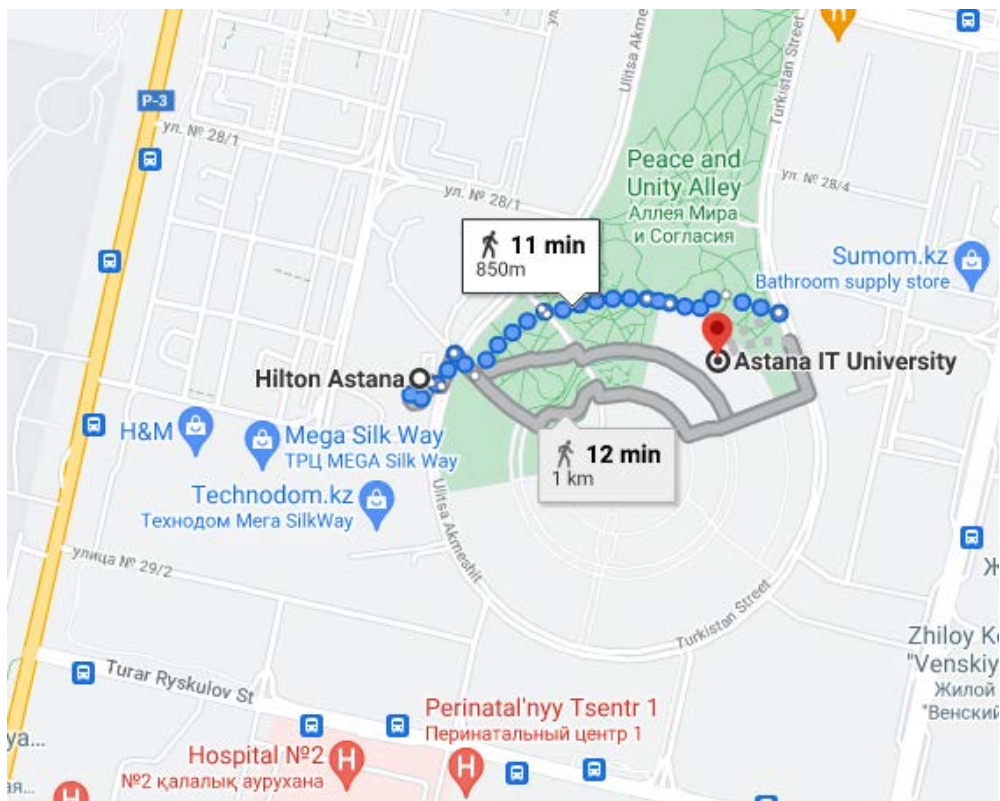 P-3
ул. № 28/1
ул. № 28/1
Ulitsa Akme
Turkistan Street
Peace and
Unity Alley
Аллея Мира
и Согласия
ул. № 28/4
11 min
850m
Sumom.kz
Bathroom supply store
Hilton Astana
Astana IT University
H&M
Mega Silk Way
ТРЦ MEGA Silk Way
12 min
1 km
Technodom.kz
Технодом Мега SilkWay
Ulitsa Akmeshit
улица № 29/2
Turkistan Street
Ж
Zhiloy Ko
"Venskiy
Жилой
"Венский
Turar Ryskulov St
Perinatal'nyy Tsentr 1
Перинатальный центр 1
Hospital №2
№2 қалалық аурухана
H
H
H
ya...
ая...